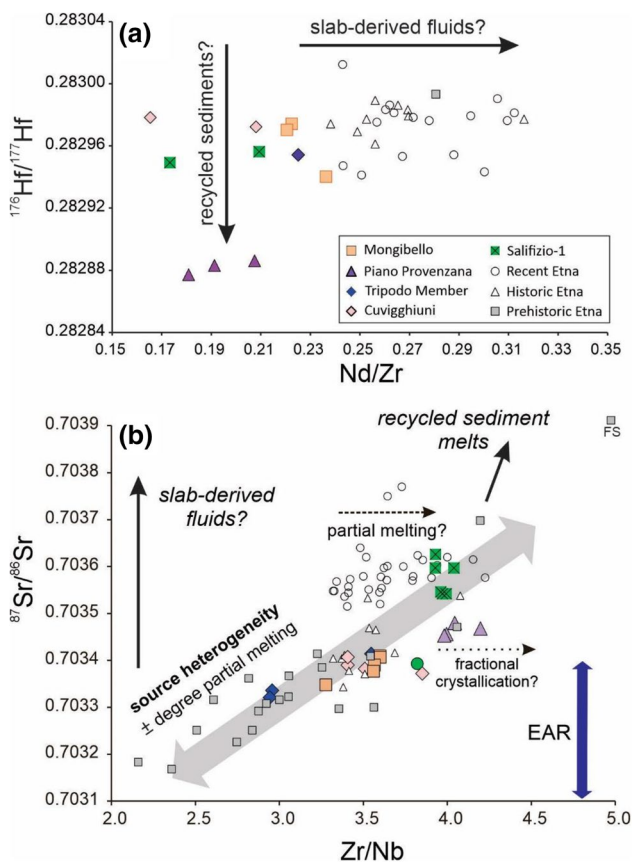 (a)
slab-derived fluids?
recycled sediments?
176Hf/177Hf
0.28304
0.28300
0.28296
0.28292
0.28288
0.28284
Mongibello
Piano Provenzana
Tripodo Member
Cuvigghiuni
Salifizio-1
Recent Etna
Historic Etna
Prehistoric Etna
0.15 0.17 0.19 0.21 0.23 0.25 0.27 0.29 0.31 0.33 0.35
Nd/Zr
(b)
recycled sediment
melts
FS
slab-derived
fluids?
partial melting?
source heterogeneity
± degree partial melting
fractional
crystallication?
EAR
87Sr/86Sr
0.7039
0.7038
0.7037
0.7036
0.7035
0.7034
0.7033
0.7032
0.7031
2.0 2.5 3.0 3.5 4.0 4.5 5.0
Zr/Nb